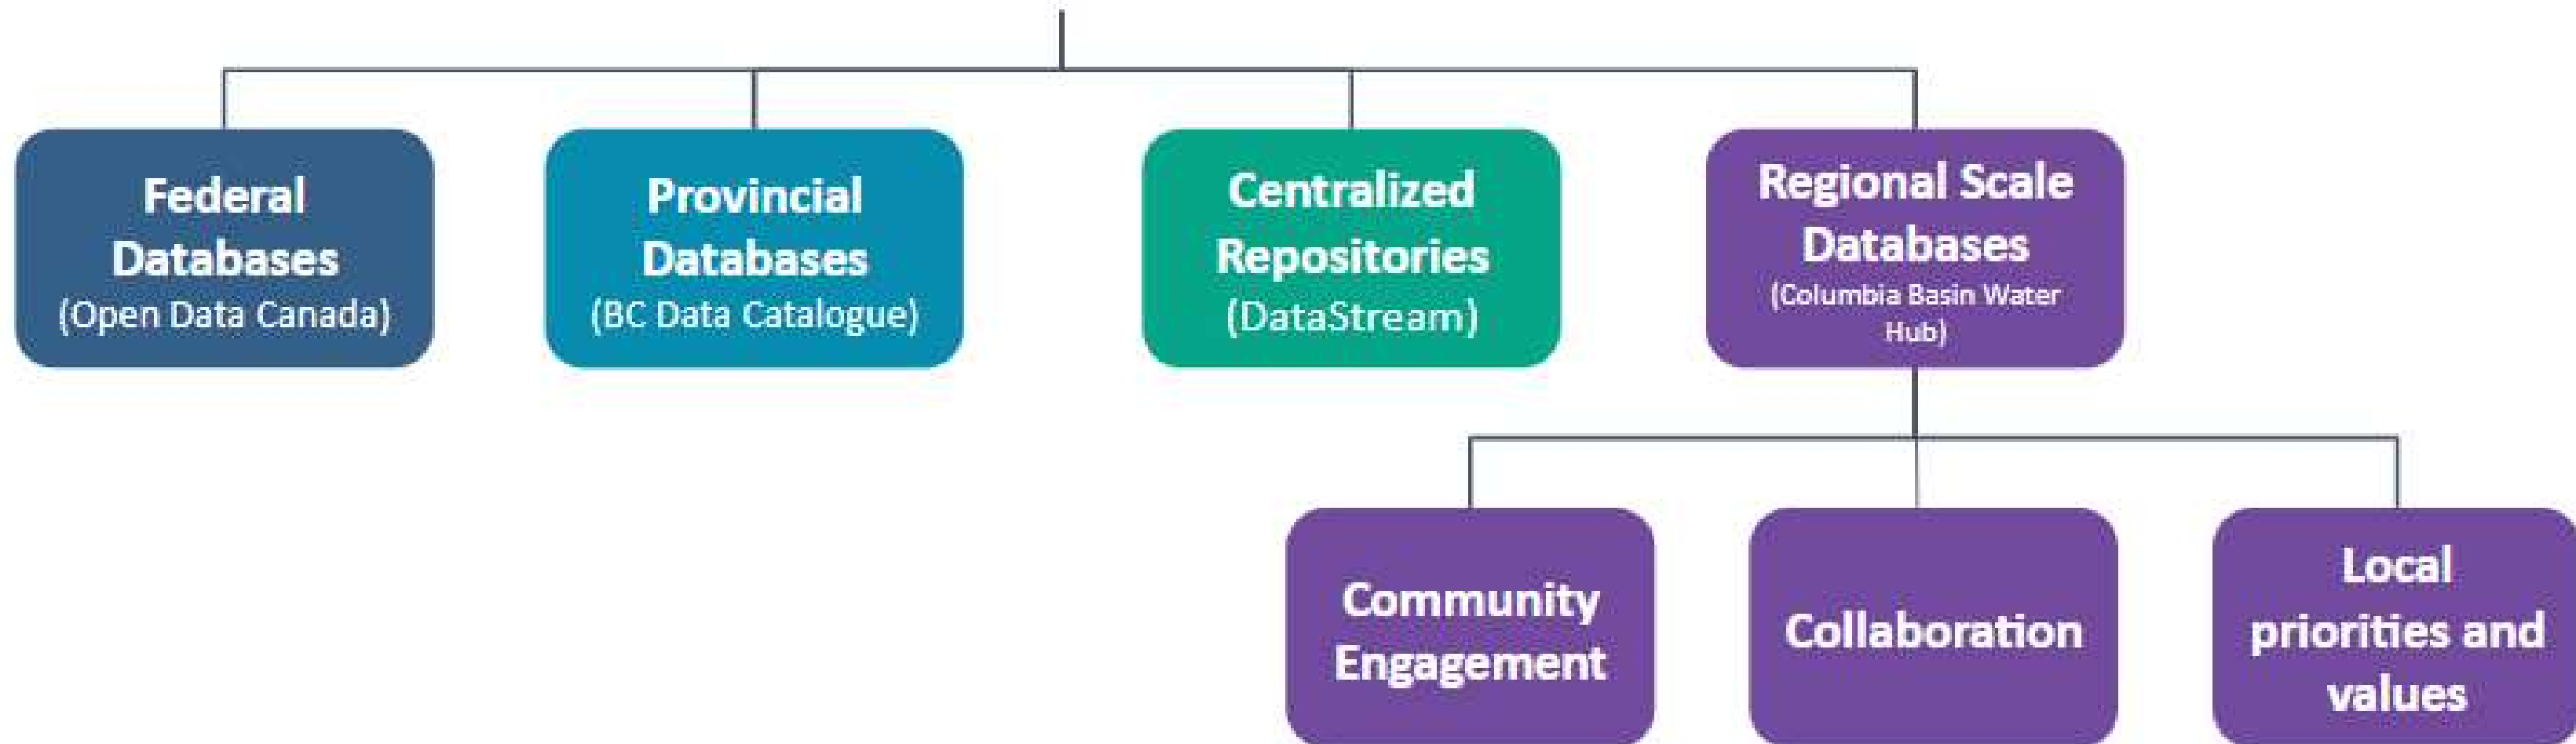 Federal
Databases
(Open Data Canada)
Provincial
Databases
(BC Data Catalogue)
Centralized
Repositories
(DataStream)
Regional Scale
Databases
(Columbia Basin Water
Hub)
Community
Engagement
Collaboration
Local
priorities and
values